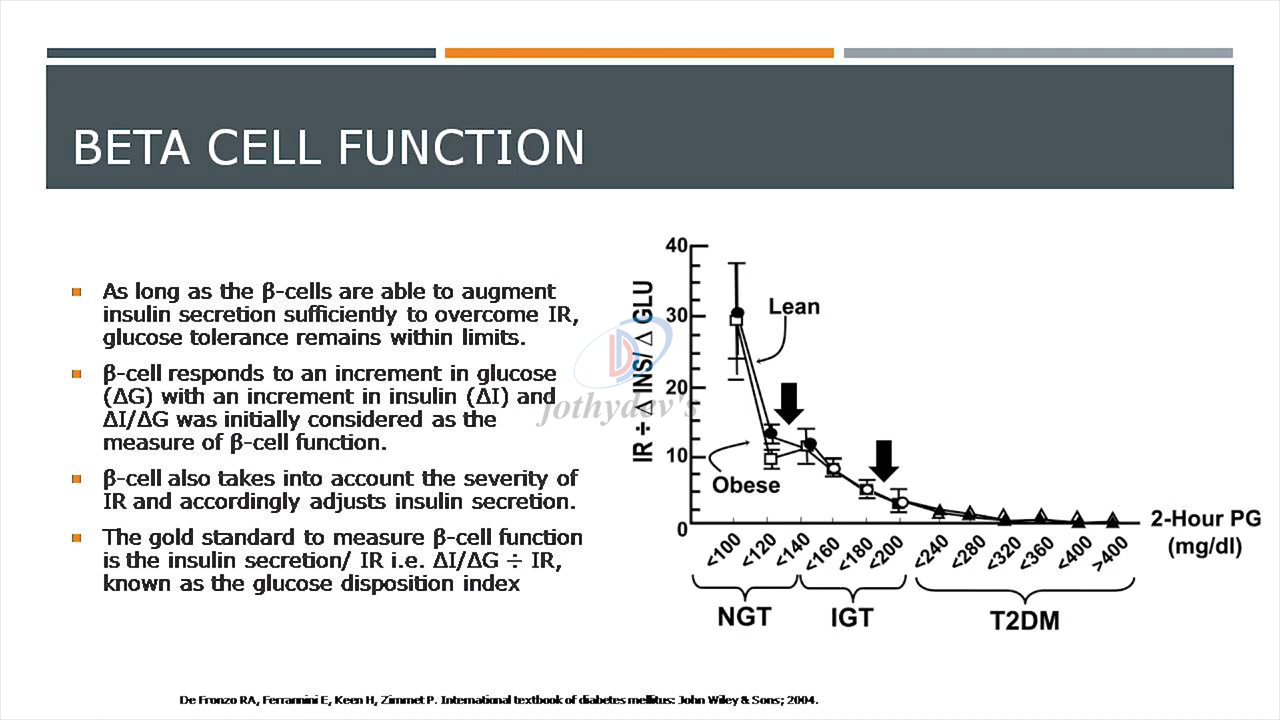 BETA CELL FUNCTION
As long as the β-cells are able to augment
insulin secretion sufficiently to overcome IR,
glucose tolerance remains within limits.
β-cell responds to an increment in glucose
(ΔG) with an increment in insulin (ΔI) and
ΔI/ΔG was initially considered as the
measure of β-cell function.
β-cell also takes into account the severity of
IR and accordingly adjusts insulin secretion.
The gold standard to measure β-cell function
is the insulin secretion/ IR i.e. ΔI/ΔG ÷ IR,
known as the glucose disposition index
jothydev's
IR ÷ Δ INS/ Δ GLU
40
30
20
10
0
Lean
Obese
<100 <120 <140 <160 <180 <200 <240 <280 <320 <360 <400 >400
2-Hour PG
(mg/dl)
NGT IGT T2DM
De Fronzo RA, Ferrannini E, Keen H, Zimmet P. International textbook of diabetes mellitus: John Wiley & Sons; 2004.